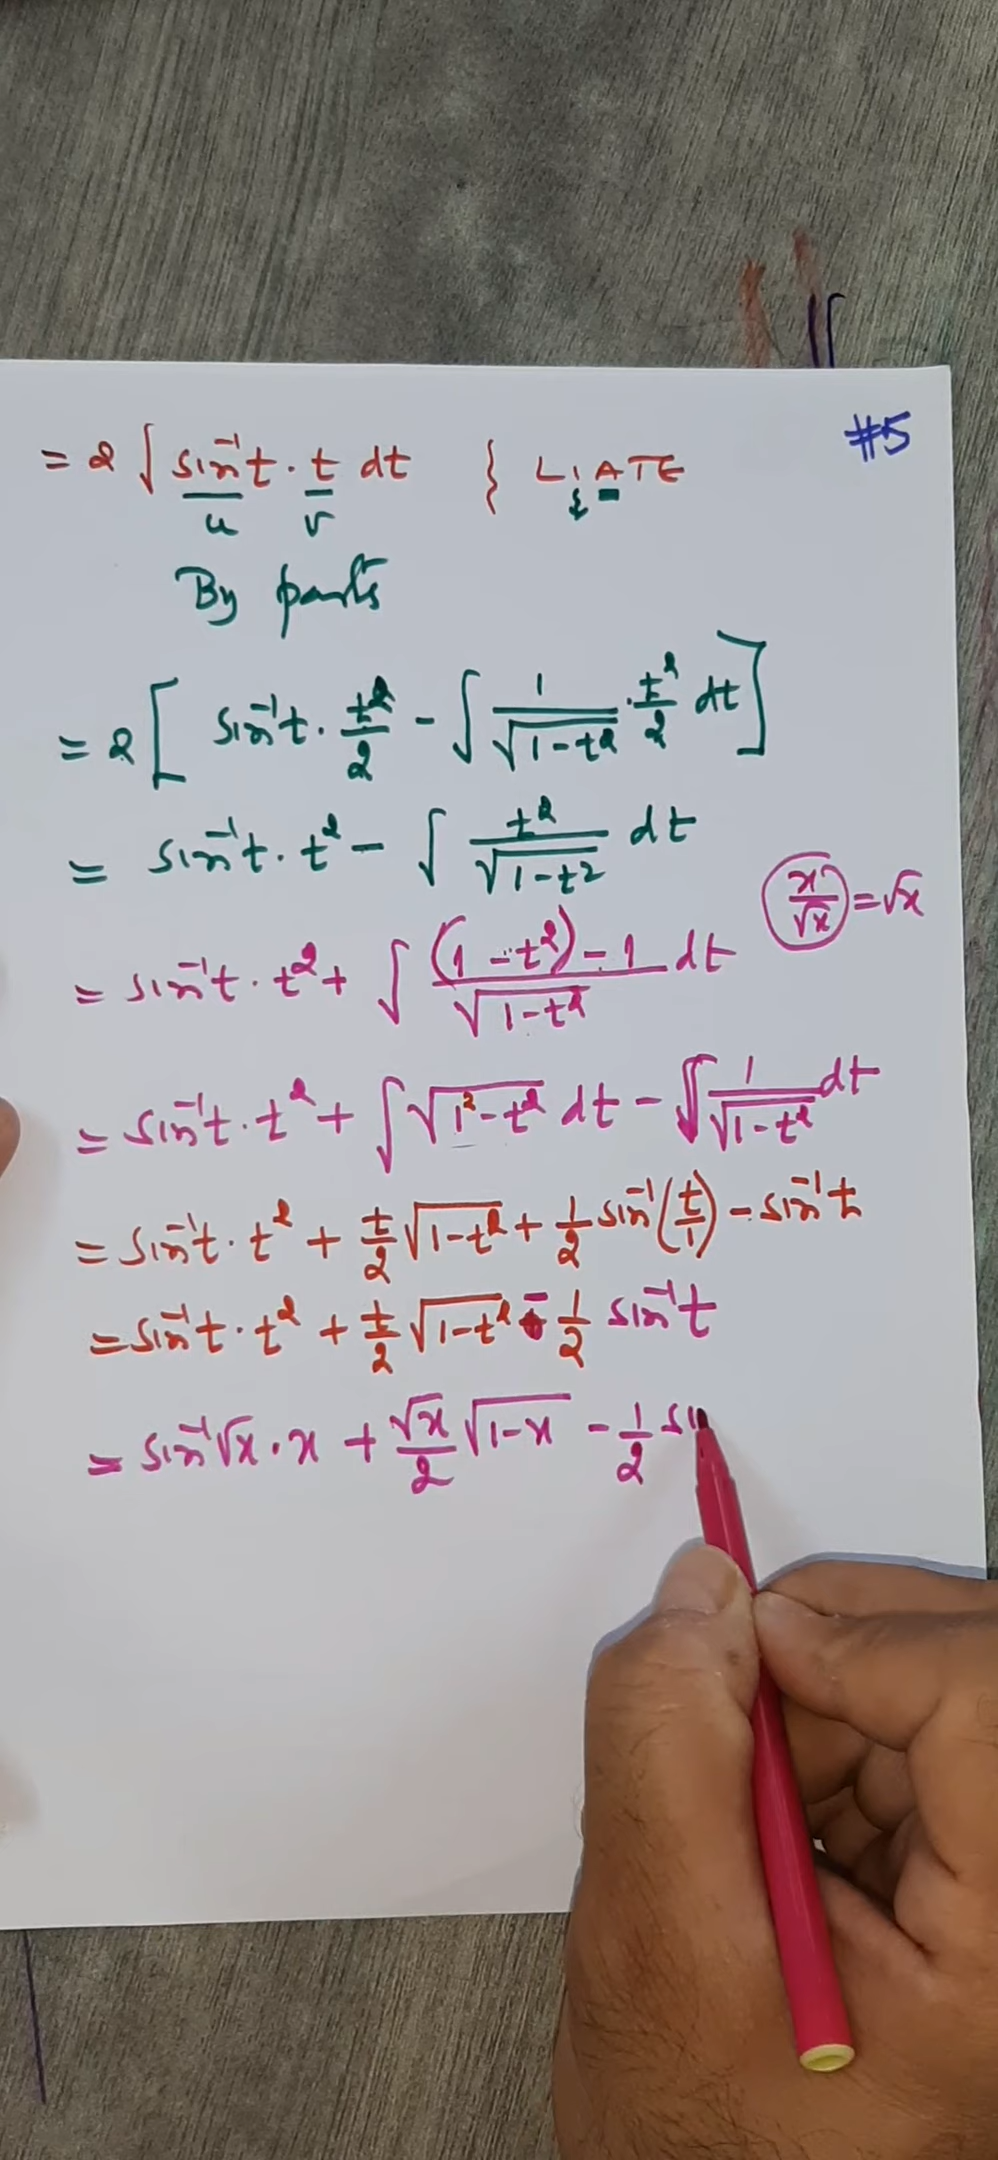 #5
= 2 ∫ sin⁻¹t · t dt } LIATE
u v
By parts
= 2 [ sin⁻¹t · t²/2 - ∫ 1/√(1-t²) · t²/2 dt ]
= sin⁻¹t · t² - ∫ t²/√(1-t²) dt
x/√x = √x
= sin⁻¹t · t² + ∫ ((1-t²)-1)/√(1-t²) dt
= sin⁻¹t · t² + ∫ √(1²-t²) dt - ∫ 1/√(1-t²) dt
= sin⁻¹t · t² + t/2 √(1-t²) + 1/2 sin⁻¹(t/1) - sin⁻¹t
= sin⁻¹t · t² + t/2 √(1-t²) - 1/2 sin⁻¹t
= sin⁻¹√x · x + √x/2 √(1-x) - 1/2 si